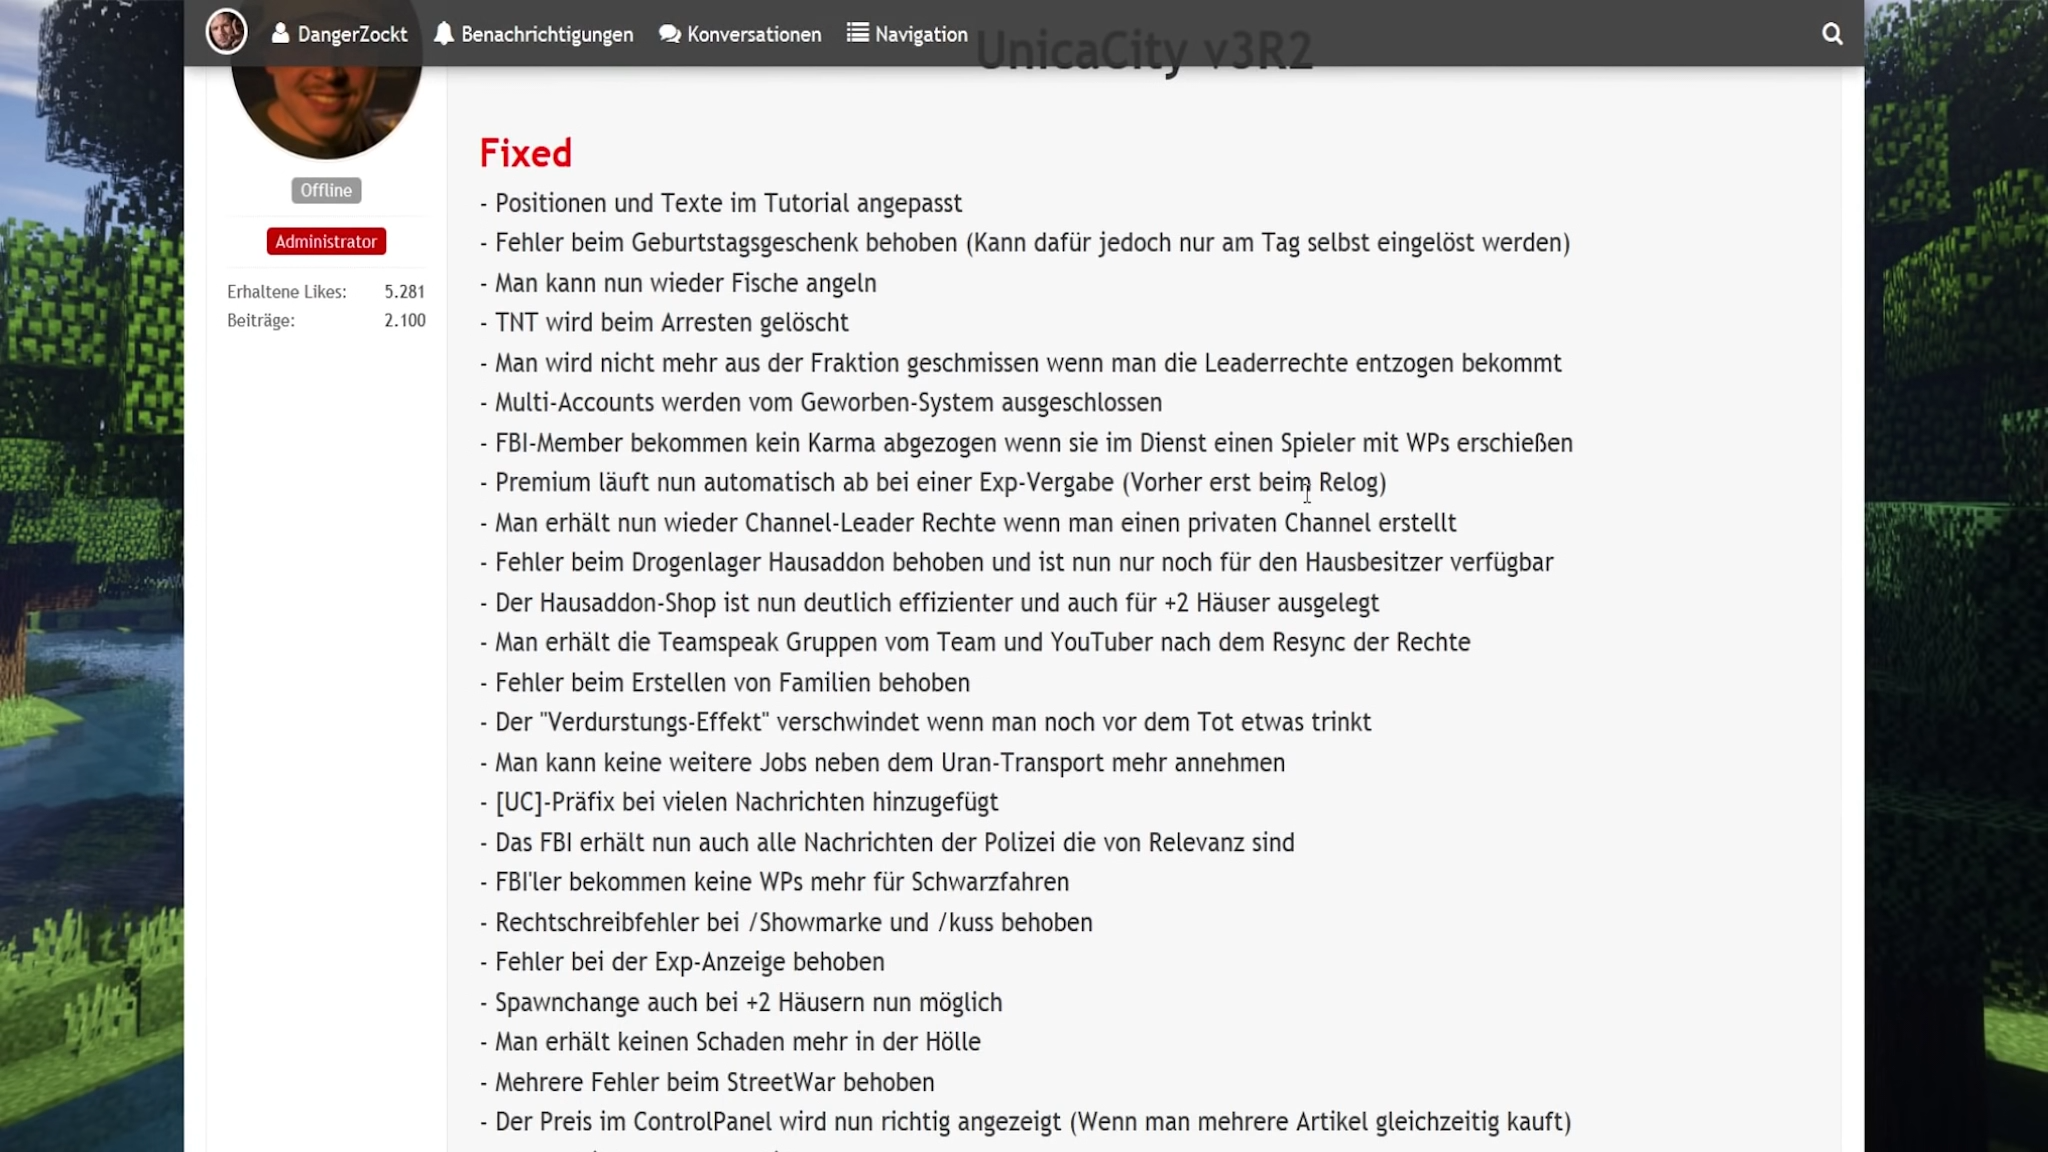 DangerZockt Benachrichtigungen Konversationen Navigation
UnicaCity v3R2
Offline
Administrator
Erhaltene Likes: 5.281
Beiträge: 2.100
Fixed
- Positionen und Texte im Tutorial angepasst
- Fehler beim Geburtstagsgeschenk behoben (Kann dafür jedoch nur am Tag selbst eingelöst werden)
- Man kann nun wieder Fische angeln
- TNT wird beim Arresten gelöscht
- Man wird nicht mehr aus der Fraktion geschmissen wenn man die Leaderrechte entzogen bekommt
- Multi-Accounts werden vom Geworben-System ausgeschlossen
- FBI-Member bekommen kein Karma abgezogen wenn sie im Dienst einen Spieler mit WPs erschießen
- Premium läuft nun automatisch ab bei einer Exp-Vergabe (Vorher erst beim Relog)
- Man erhält nun wieder Channel-Leader Rechte wenn man einen privaten Channel erstellt
- Fehler beim Drogenlager Hausaddon behoben und ist nun nur noch für den Hausbesitzer verfügbar
- Der Hausaddon-Shop ist nun deutlich effizienter und auch für +2 Häuser ausgelegt
- Man erhält die Teamspeak Gruppen vom Team und YouTuber nach dem Resync der Rechte
- Fehler beim Erstellen von Familien behoben
- Der "Verdurstungs-Effekt" verschwindet wenn man noch vor dem Tot etwas trinkt
- Man kann keine weitere Jobs neben dem Uran-Transport mehr annehmen
- [UC]-Präfix bei vielen Nachrichten hinzugefügt
- Das FBI erhält nun auch alle Nachrichten der Polizei die von Relevanz sind
- FBI'ler bekommen keine WPs mehr für Schwarzfahren
- Rechtschreibfehler bei /Showmarke und /kuss behoben
- Fehler bei der Exp-Anzeige behoben
- Spawnchange auch bei +2 Häusern nun möglich
- Man erhält keinen Schaden mehr in der Hölle
- Mehrere Fehler beim StreetWar behoben
- Der Preis im ControlPanel wird nun richtig angezeigt (Wenn man mehrere Artikel gleichzeitig kauft)